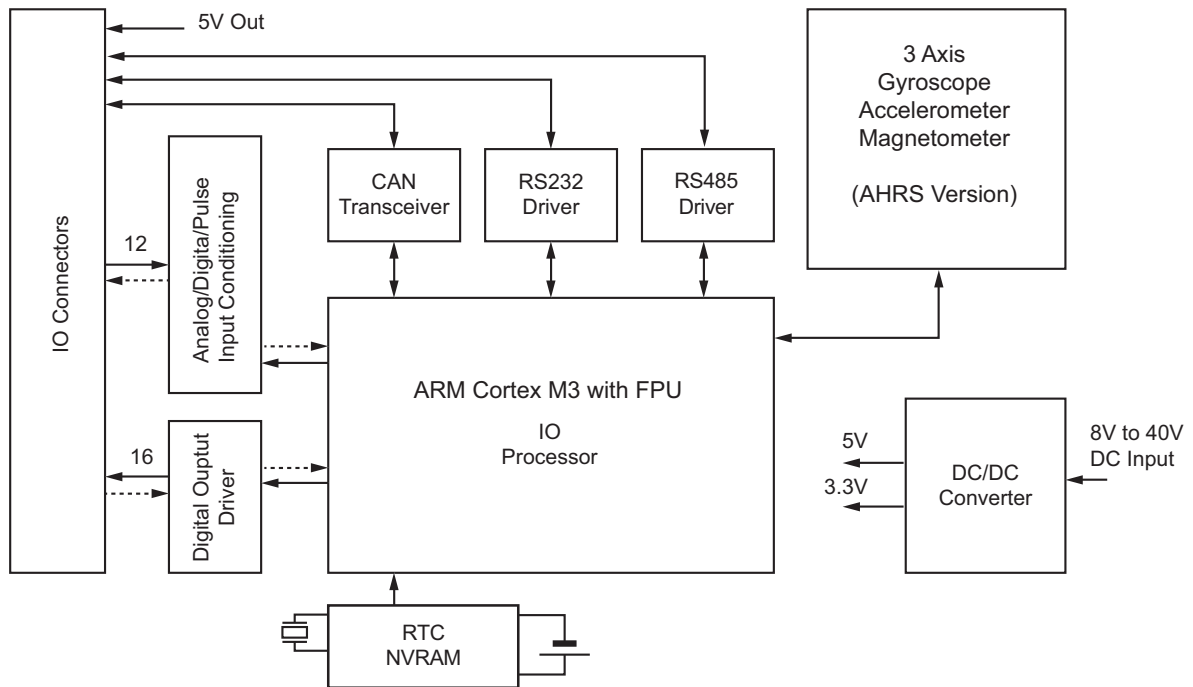 5V Out
IO Connectors
12
16
Analog/Digita/Pulse
Input Conditioning
Digital Ouptut
Driver
CAN
Transceiver
RS232
Driver
RS485
Driver
3 Axis
Gyroscope
Accelerometer
Magnetometer
(AHRS Version)
ARM Cortex M3 with FPU
IO
Processor
5V
3.3V
DC/DC
Converter
8V to 40V
DC Input
RTC
NVRAM